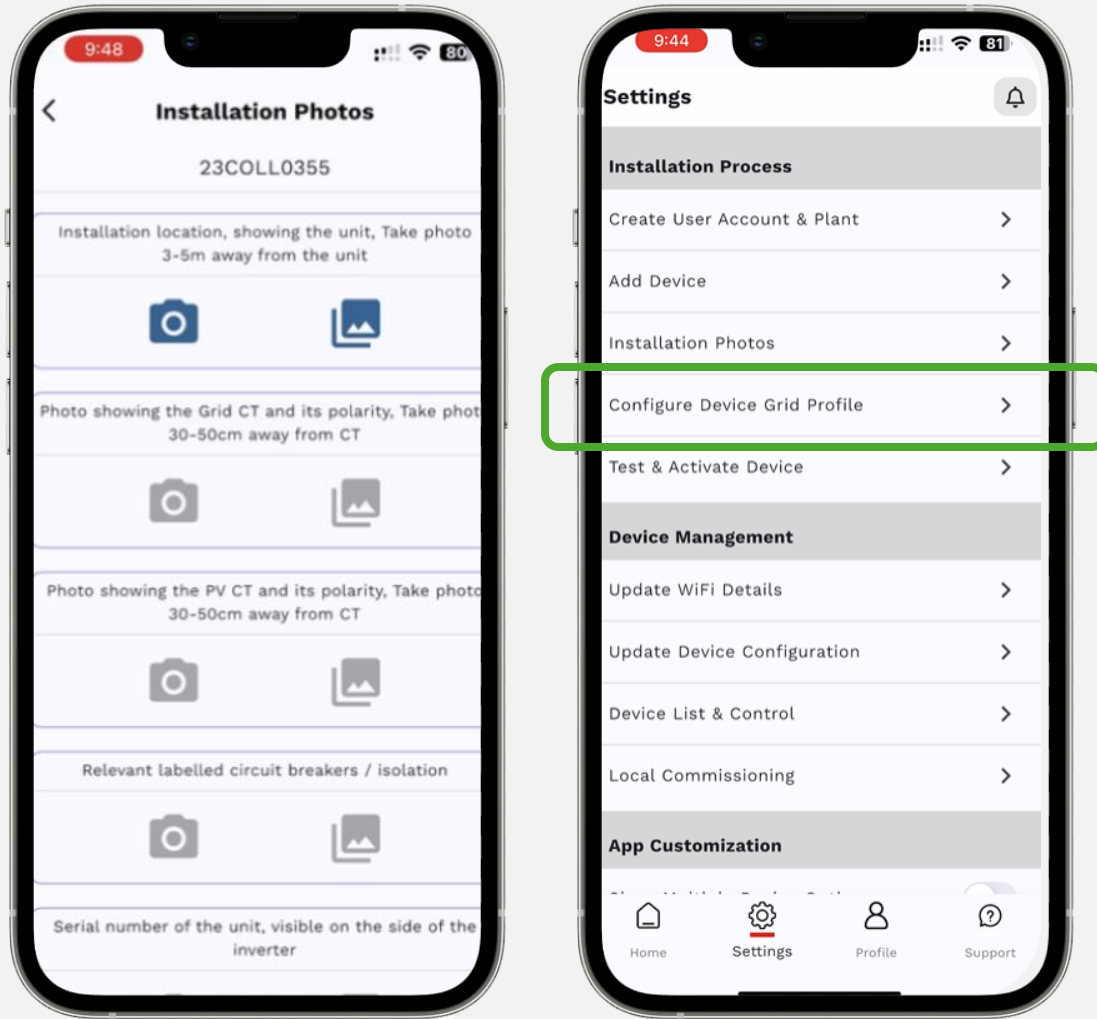 9:48
80
Installation Photos
23COLL0355
Installation location, showing the unit, Take photo
3-5m away from the unit
Photo showing the Grid CT and its polarity, Take phot
30-50cm away from CT
Photo showing the PV CT and its polarity, Take photo
30-50cm away from CT
Relevant labelled circuit breakers / isolation
Serial number of the unit, visible on the side of the
inverter
9:44
81
Settings
Installation Process
Create User Account & Plant
Add Device
Installation Photos
Configure Device Grid Profile
Test & Activate Device
Device Management
Update WiFi Details
Update Device Configuration
Device List & Control
Local Commissioning
App Customization
Home
Settings
Profile
Support